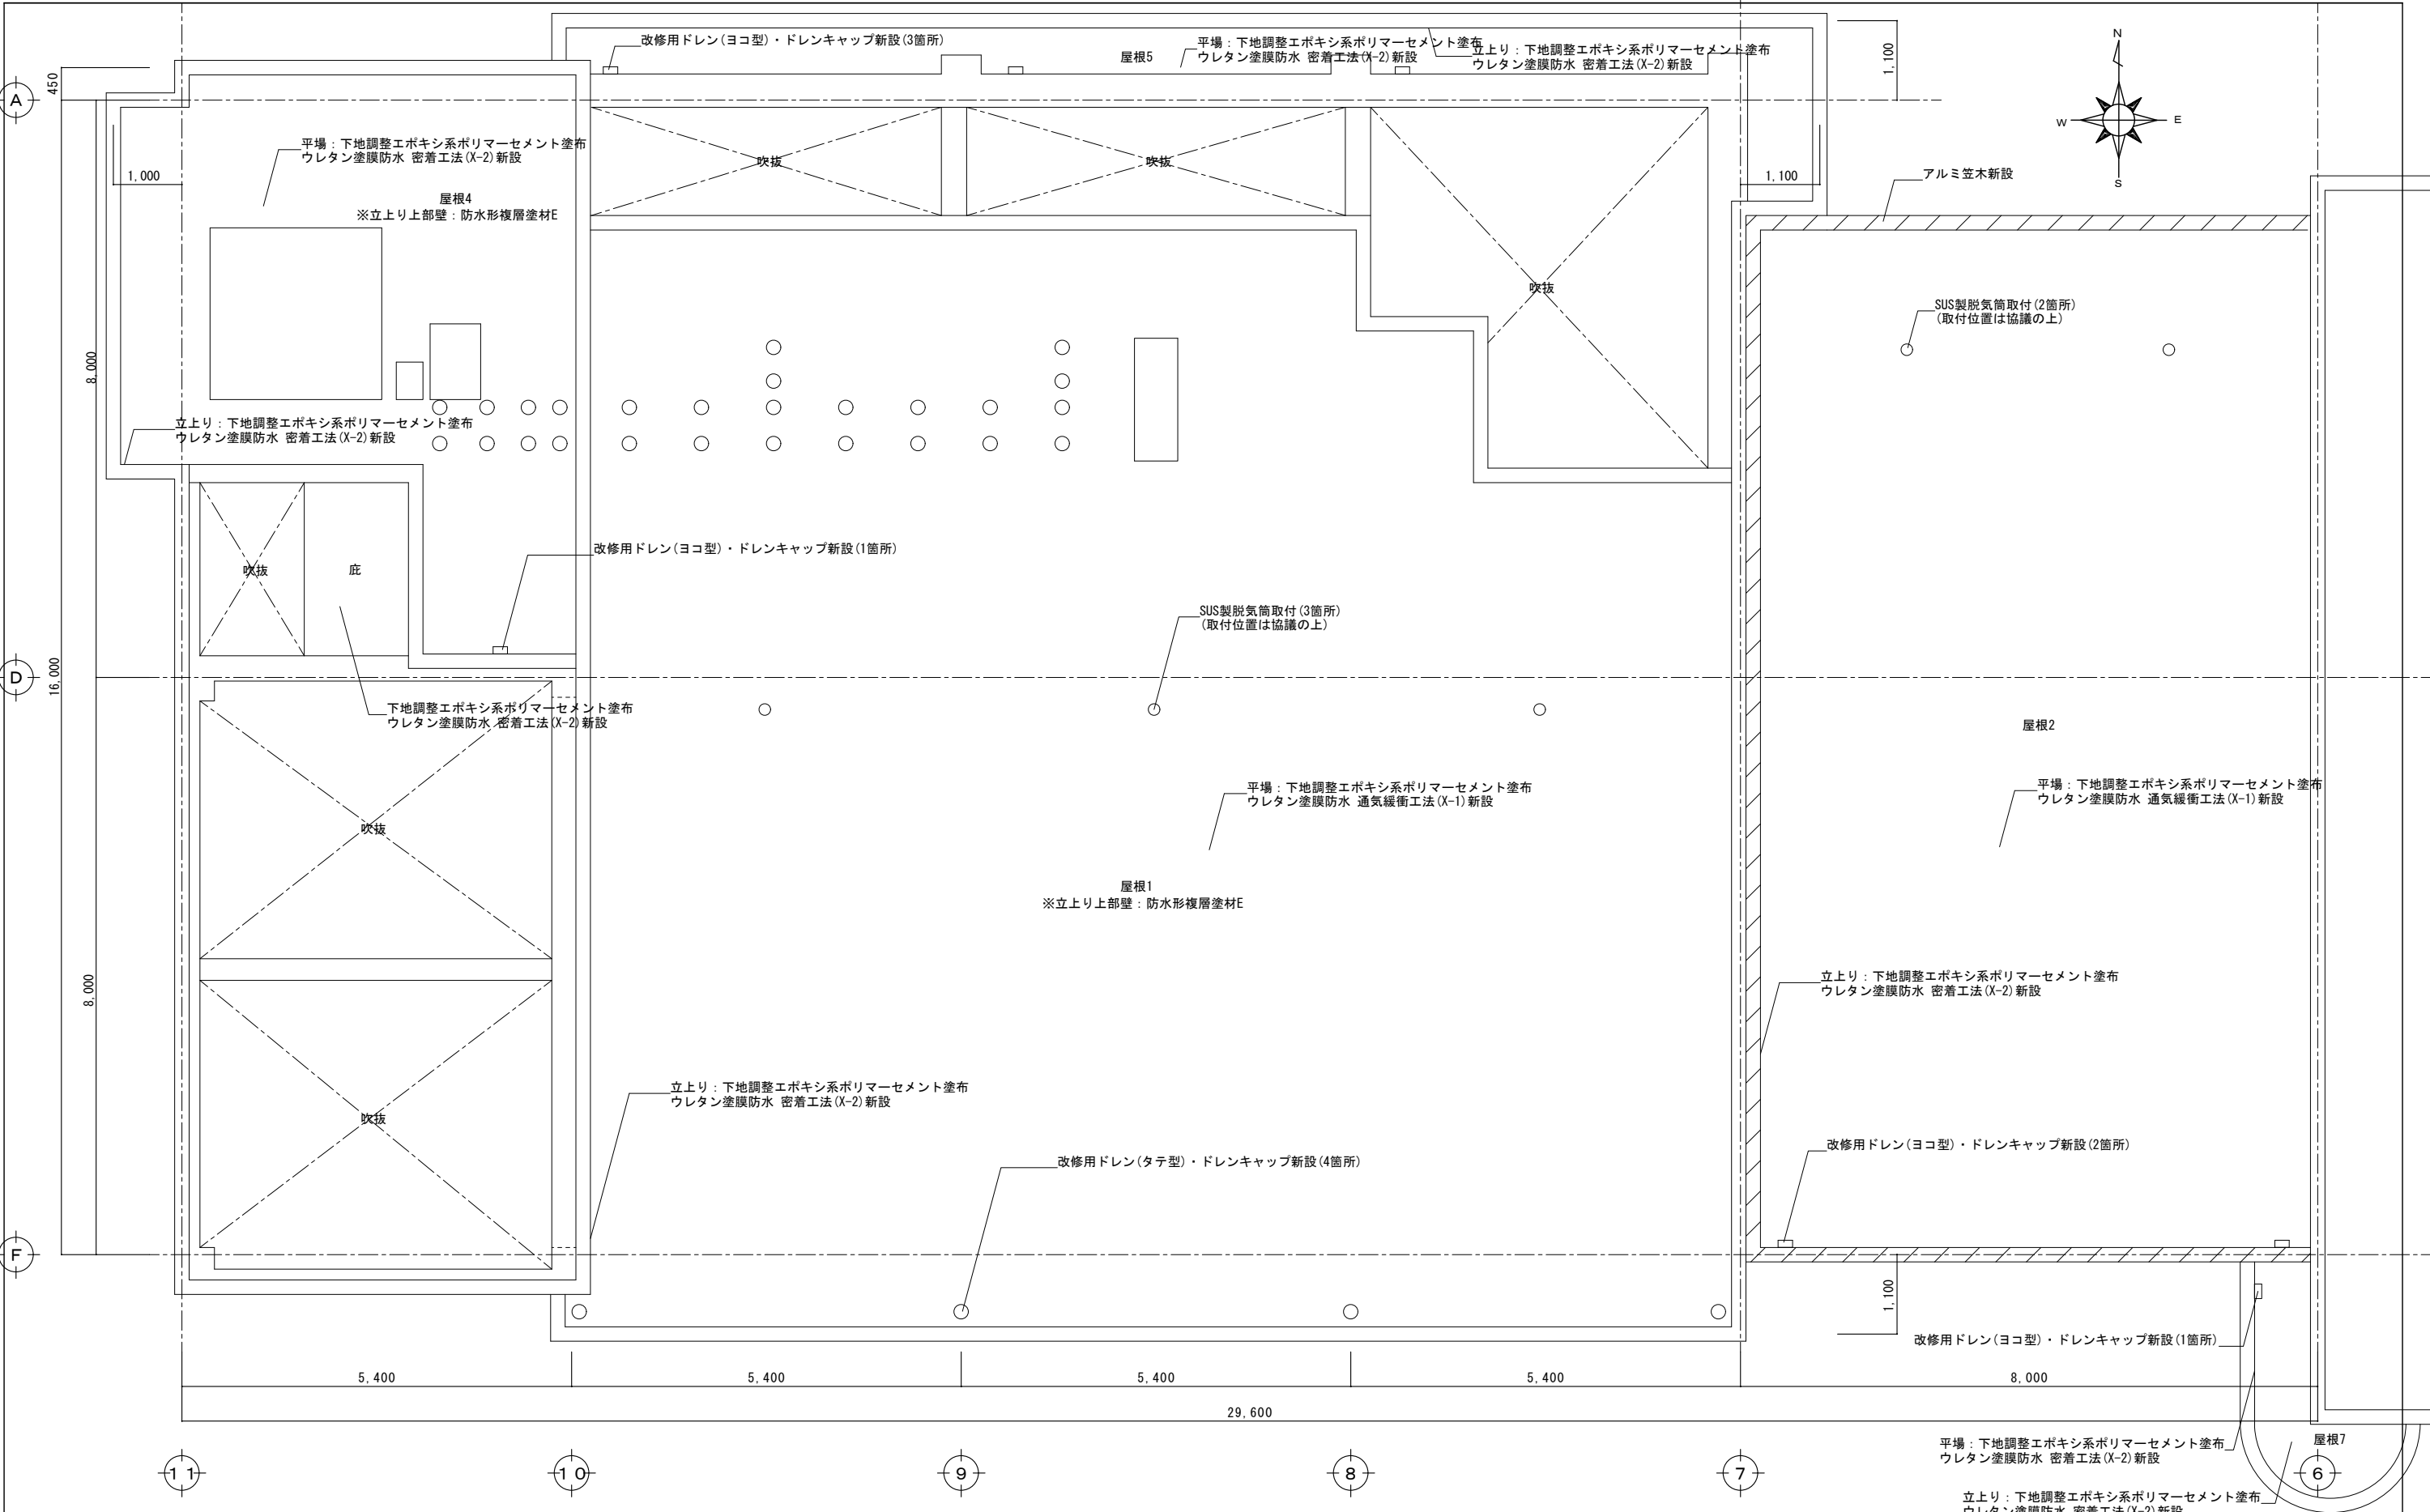 改修用ドレン(ヨコ型)・ドレンキャップ新設(3箇所)
屋根5
平場：下地調整エポキシ系ポリマーセメント塗布
ウレタン塗膜防水 密着工法(X-2)新設
立上り：下地調整エポキシ系ポリマーセメント塗布
ウレタン塗膜防水 密着工法(X-2)新設
1,100
N
W
E
S
450
A
平場：下地調整エポキシ系ポリマーセメント塗布
ウレタン塗膜防水 密着工法(X-2)新設
1,000
屋根4
※立上り上部壁：防水形複層塗材E
吹抜
吹抜
吹抜
1,100
アルミ笠木新設
SUS製脱気筒取付(2箇所)
(取付位置は協議の上)
8,000
立上り：下地調整エポキシ系ポリマーセメント塗布
ウレタン塗膜防水 密着工法(X-2)新設
改修用ドレン(ヨコ型)・ドレンキャップ新設(1箇所)
吹抜
庇
SUS製脱気筒取付(3箇所)
(取付位置は協議の上)
D
16,000
下地調整エポキシ系ポリマーセメント塗布
ウレタン塗膜防水 密着工法(X-2)新設
屋根2
平場：下地調整エポキシ系ポリマーセメント塗布
ウレタン塗膜防水 通気緩衝工法(X-1)新設
平場：下地調整エポキシ系ポリマーセメント塗布
ウレタン塗膜防水 通気緩衝工法(X-1)新設
吹抜
屋根1
※立上り上部壁：防水形複層塗材E
8,000
立上り：下地調整エポキシ系ポリマーセメント塗布
ウレタン塗膜防水 密着工法(X-2)新設
吹抜
立上り：下地調整エポキシ系ポリマーセメント塗布
ウレタン塗膜防水 密着工法(X-2)新設
改修用ドレン(タテ型)・ドレンキャップ新設(4箇所)
改修用ドレン(ヨコ型)・ドレンキャップ新設(2箇所)
F
1,100
改修用ドレン(ヨコ型)・ドレンキャップ新設(1箇所)
5,400
5,400
5,400
5,400
8,000
29,600
平場：下地調整エポキシ系ポリマーセメント塗布
ウレタン塗膜防水 密着工法(X-2)新設
屋根7
11
10
9
8
7
6
立上り：下地調整エポキシ系ポリマーセメント塗布
ウレタン塗膜防水 密着工法(X-2)新設